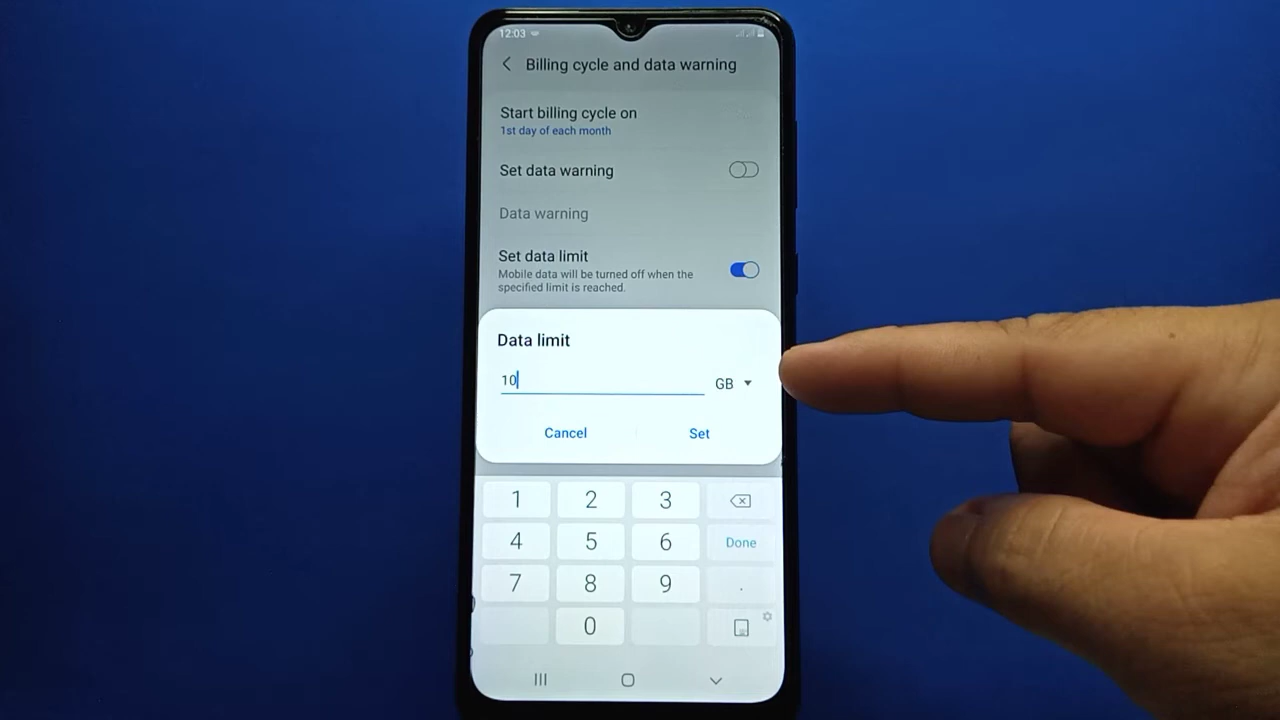 12:03
Billing cycle and data warning
Start billing cycle on
1st day of each month
Set data warning
Data warning
Set data limit
Mobile data will be turned off when the
specified limit is reached.
Data limit
10 GB
Cancel Set
1 2 3
4 5 6 Done
7 8 9 .
0